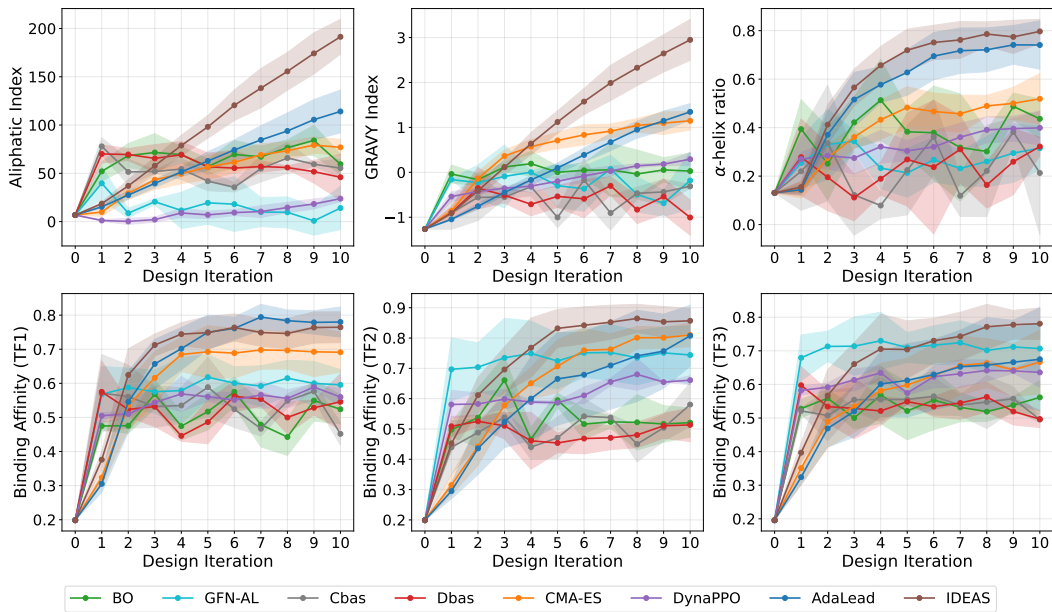 Aliphatic Index
200
150
100
50
0
0 1 2 3 4 5 6 7 8 9 10
Design Iteration
GRAVY Index
3
2
1
0
−1
0 1 2 3 4 5 6 7 8 9 10
Design Iteration
α-helix ratio
0.8
0.6
0.4
0.2
0.0
0 1 2 3 4 5 6 7 8 9 10
Design Iteration
Binding Affinity (TF1)
0.8
0.7
0.6
0.5
0.4
0.3
0.2
0 1 2 3 4 5 6 7 8 9 10
Design Iteration
Binding Affinity (TF2)
0.9
0.8
0.7
0.6
0.5
0.4
0.3
0.2
0 1 2 3 4 5 6 7 8 9 10
Design Iteration
Binding Affinity (TF3)
0.8
0.7
0.6
0.5
0.4
0.3
0.2
0 1 2 3 4 5 6 7 8 9 10
Design Iteration
BO GFN-AL Cbas Dbas CMA-ES DynaPPO AdaLead IDEAS